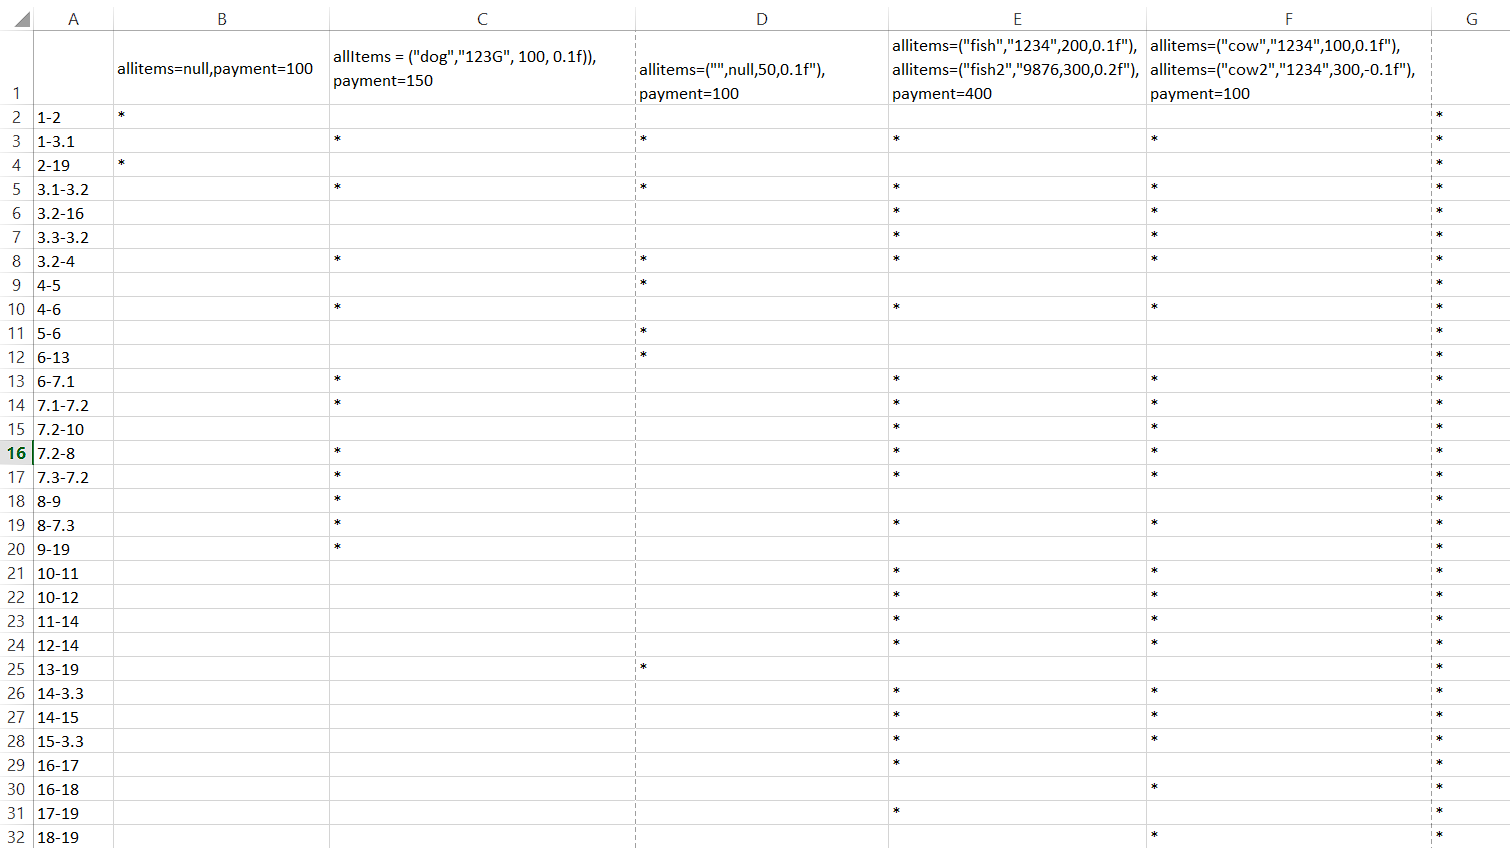 A B C D E F G
1 allitems=null,payment=100 allItems = ("dog","123G", 100, 0.1f)),
payment=150 allitems=("",null,50,0.1f"),
payment=100 allitems=("fish","1234",200,0.1f"),
allitems=("fish2","9876,300,0.2f"),
payment=400 allitems=("cow","1234",100,0.1f"),
allitems=("cow2","1234",300,-0.1f"),
payment=100
2 1-2 * *
3 1-3.1 * * * * *
4 2-19 * *
5 3.1-3.2 * * * * *
6 3.2-16 * * *
7 3.3-3.2 * * *
8 3.2-4 * * * * *
9 4-5 * *
10 4-6 * * * *
11 5-6 * *
12 6-13 * *
13 6-7.1 * * * *
14 7.1-7.2 * * * *
15 7.2-10 * * *
16 7.2-8 * * * *
17 7.3-7.2 * * * *
18 8-9 * *
19 8-7.3 * * * *
20 9-19 * *
21 10-11 * * *
22 10-12 * * *
23 11-14 * * *
24 12-14 * * *
25 13-19 * *
26 14-3.3 * * *
27 14-15 * * *
28 15-3.3 * * *
29 16-17 * *
30 16-18 * *
31 17-19 * *
32 18-19 * *